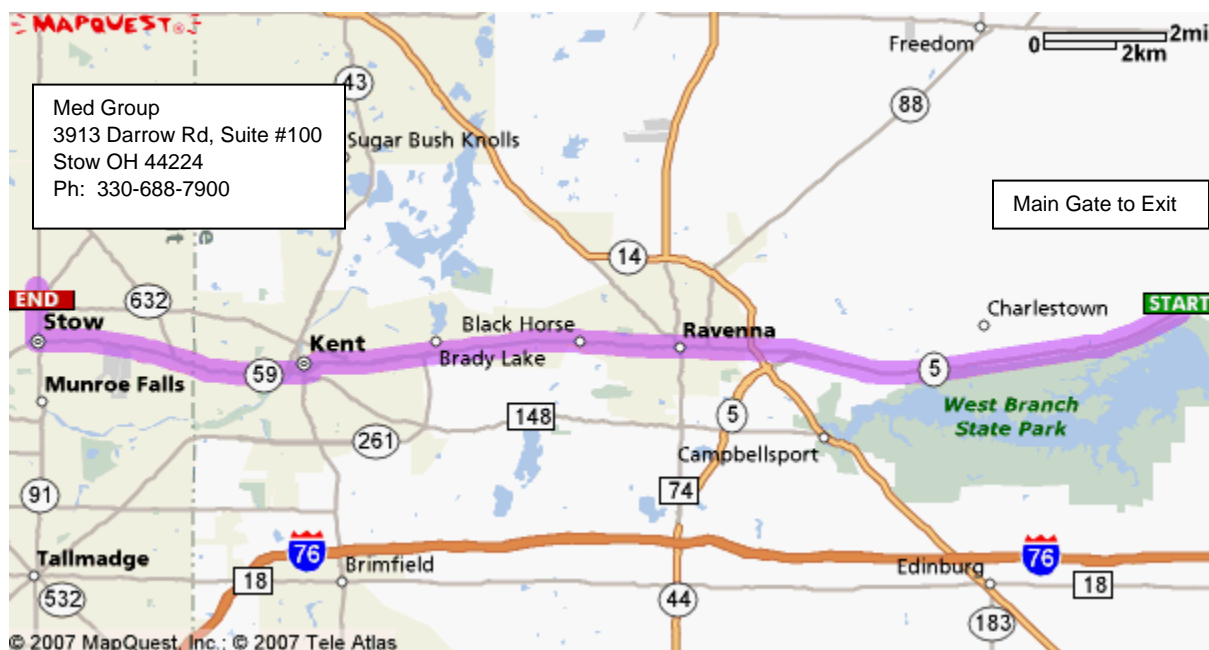 MAPQUEST®
Freedom
0
2mi
2km
43
88
Med Group
3913 Darrow Rd, Suite #100
Stow OH 44224
Ph: 330-688-7900
Sugar Bush Knolls
Main Gate to Exit
14
END
632
Charlestown
START
Stow
Black Horse
Ravenna
Kent
Brady Lake
59
5
Munroe Falls
5
West Branch
State Park
148
261
Campbellsport
91
74
76
76
Tallmadge
18
Brimfield
Edinburg
18
532
44
183
© 2007 MapQuest, Inc.; © 2007 Tele Atlas